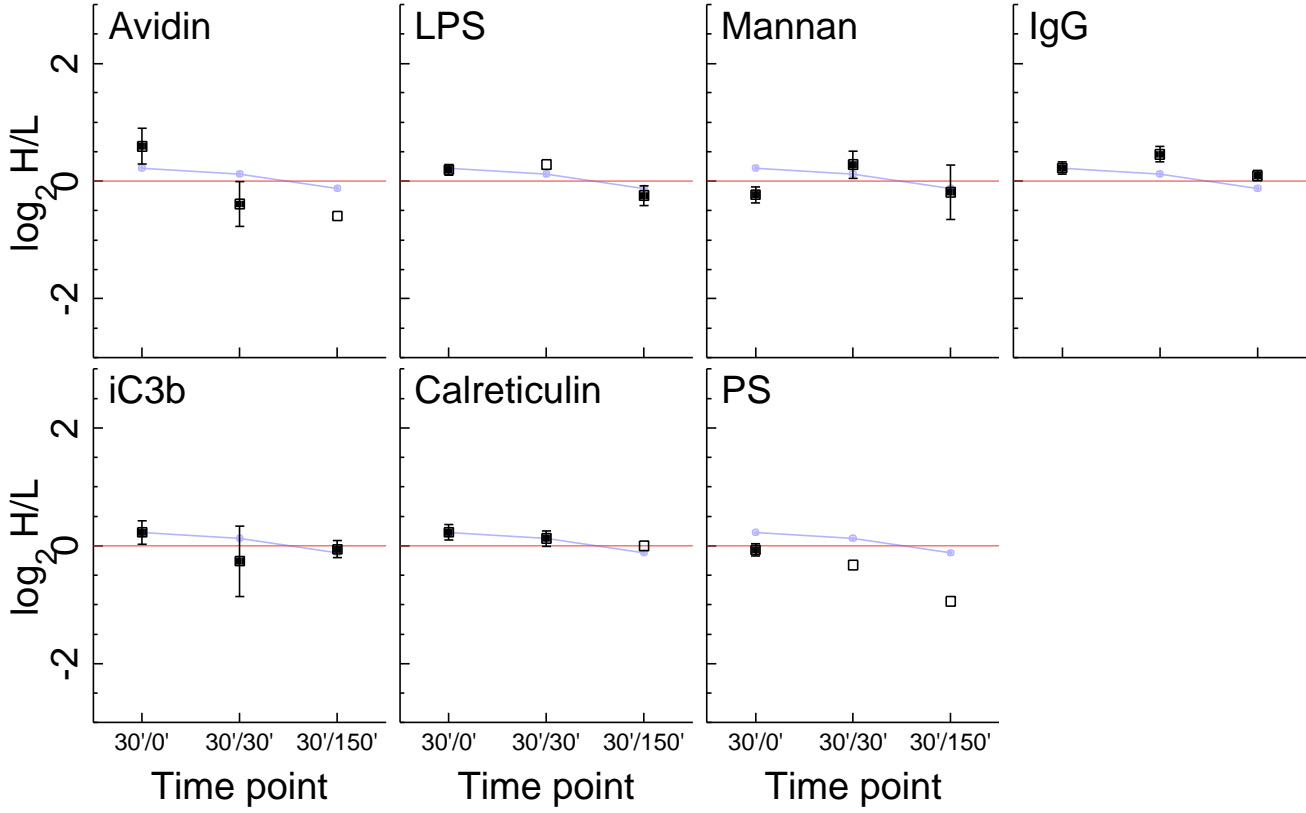 Avidin LPS Mannan IgG
2
0
-2
log2 H/L
iC3b Calreticulin PS
2
0
-2
log2 H/L
30'/0' 30'/30' 30'/150' 30'/0' 30'/30' 30'/150' 30'/0' 30'/30' 30'/150'
Time point Time point Time point